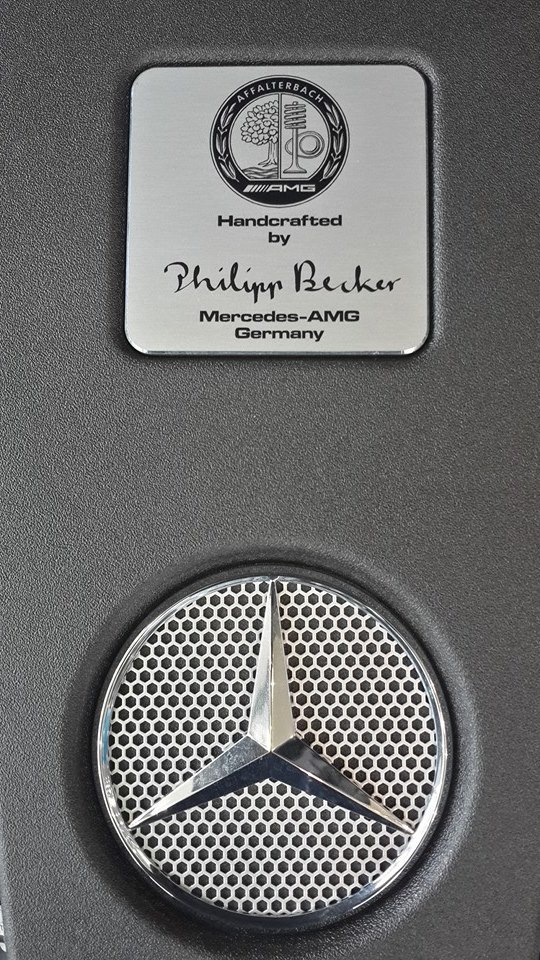 AFFALTERBACH
AMG
Handcrafted
by
Philipp Becker
Mercedes-AMG
Germany